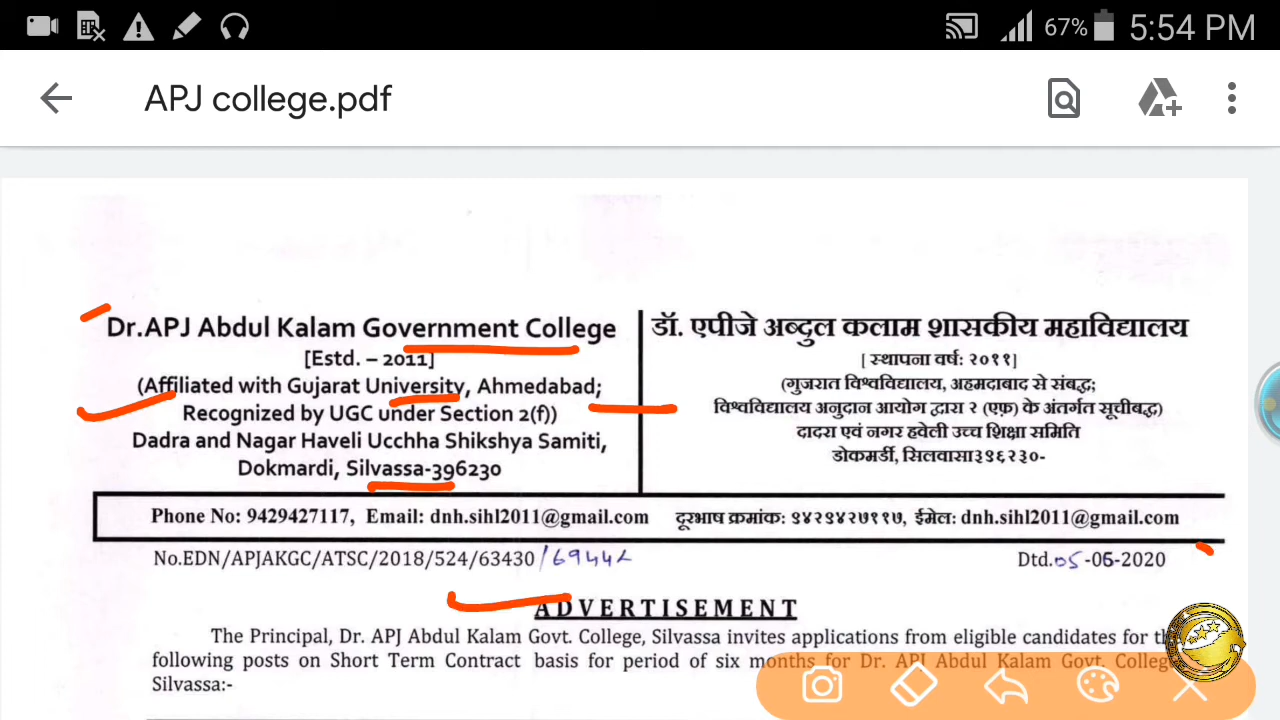 67% 5:54 PM
APJ college.pdf
Dr.APJ Abdul Kalam Government College
[Estd. – 2011]
(Affiliated with Gujarat University, Ahmedabad;
Recognized by UGC under Section 2(f))
Dadra and Nagar Haveli Ucchha Shikshya Samiti,
Dokmardi, Silvassa-396230
डॉ. एपीजे अब्दुल कलाम शासकीय महाविद्यालय
[ स्थापना वर्ष: २०११]
(गुजरात विश्वविद्यालय, अहमदाबाद से संबद्ध;
विश्वविद्यालय अनुदान आयोग द्वारा २ (एफ़) के अंतर्गत सूचीबद्ध)
दादरा एवं नगर हवेली उच्च शिक्षा समिति
डोकमर्डी, सिलवासा३९६२३०-
Phone No: 9429427117, Email: dnh.sihl2011@gmail.com दूरभाष क्रमांक: ९४२९४२७११७, ईमेल: dnh.sihl2011@gmail.com
No.EDN/APJAKGC/ATSC/2018/524/63430 Dtd.05-06-2020
ADVERTISEMENT
The Principal, Dr. APJ Abdul Kalam Govt. College, Silvassa invites applications from eligible candidates for
following posts on Short Term Contract basis for period of six months for Dr. APJ Abdul Kalam Govt. College
Silvassa:-